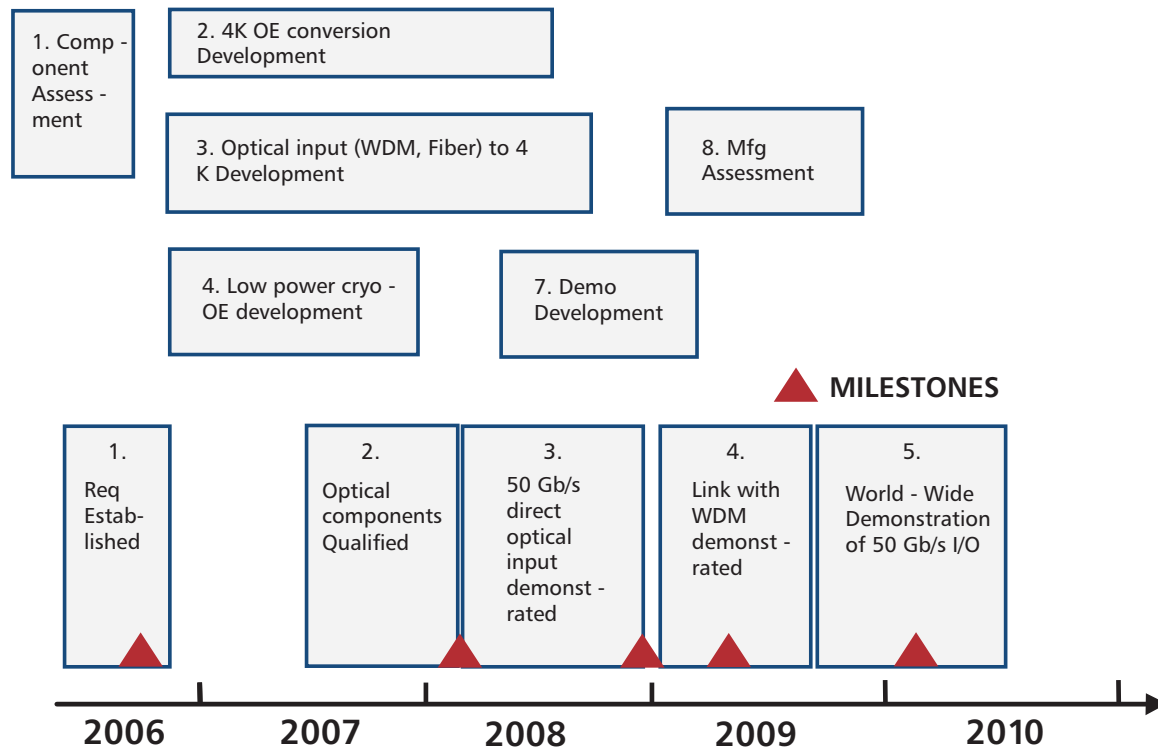 1. Comp -
onent
Assess -
ment
2. 4K OE conversion
Development
3. Optical input (WDM, Fiber) to 4
K Development
8. Mfg
Assessment
4. Low power cryo -
OE development
7. Demo
Development
MILESTONES
1.
Req
Estab-
lished
2.
Optical
components
Qualified
3.
50 Gb/s
direct
optical
input
demonst -
rated
4.
Link with
WDM
demonst -
rated
5.
World - Wide
Demonstration
of 50 Gb/s I/O
2006
2007
2008
2009
2010